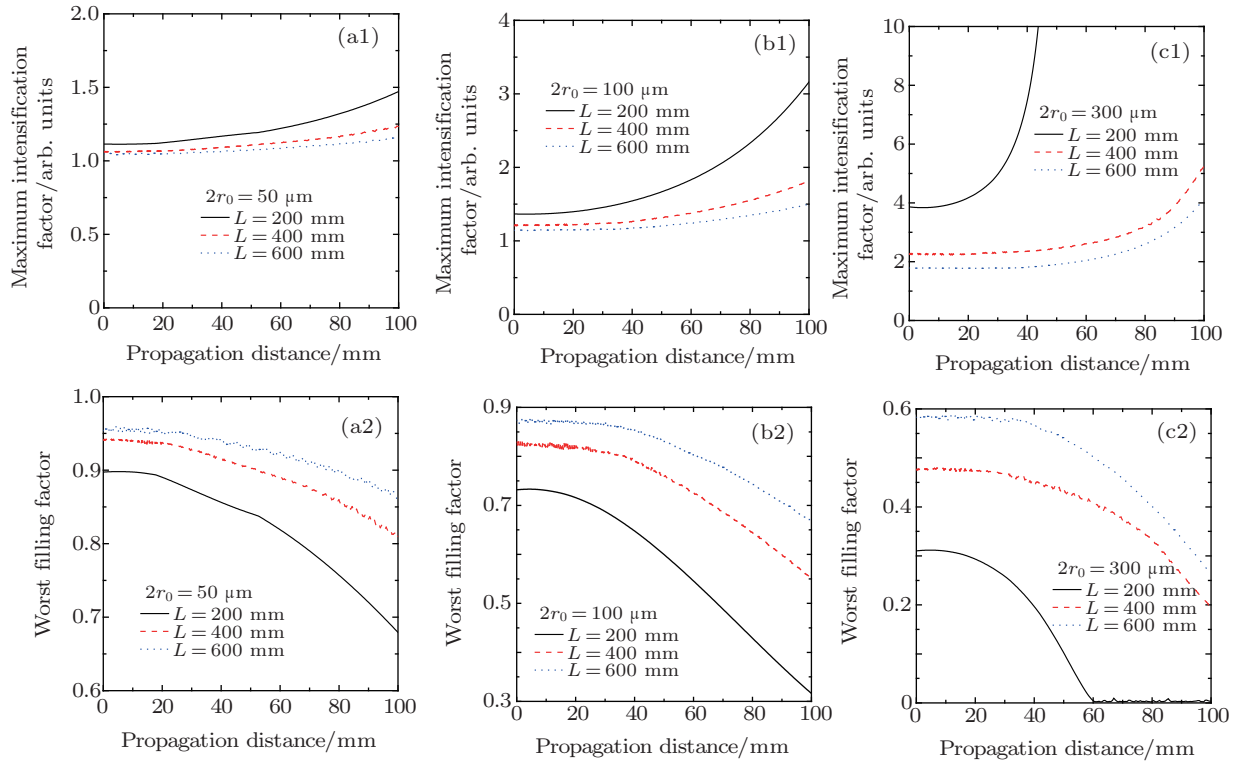 (a1)
Maximum intensification
factor/arb. units
2.0
1.5
1.0
0.5
0
2r₀ = 50 µm
L = 200 mm
L = 400 mm
L = 600 mm
0 20 40 60 80 100
Propagation distance/mm
(b1)
Maximum intensification
factor/arb. units
4
3
2
1
0
2r₀ = 100 µm
L = 200 mm
L = 400 mm
L = 600 mm
0 20 40 60 80 100
Propagation distance/mm
(c1)
Maximum intensification
factor/arb. units
10
8
6
4
2
0
2r₀ = 300 µm
L = 200 mm
L = 400 mm
L = 600 mm
0 20 40 60 80 100
Propagation distance/mm
(a2)
Worst filling factor
1.0
0.9
0.8
0.7
0.6
2r₀ = 50 µm
L = 200 mm
L = 400 mm
L = 600 mm
0 20 40 60 80 100
Propagation distance/mm
(b2)
Worst filling factor
0.9
0.7
0.5
0.3
2r₀ = 100 µm
L = 200 mm
L = 400 mm
L = 600 mm
0 20 40 60 80 100
Propagation distance/mm
(c2)
Worst filling factor
0.6
0.4
0.2
0
2r₀ = 300 µm
L = 200 mm
L = 400 mm
L = 600 mm
0 20 40 60 80 100
Propagation distance/mm